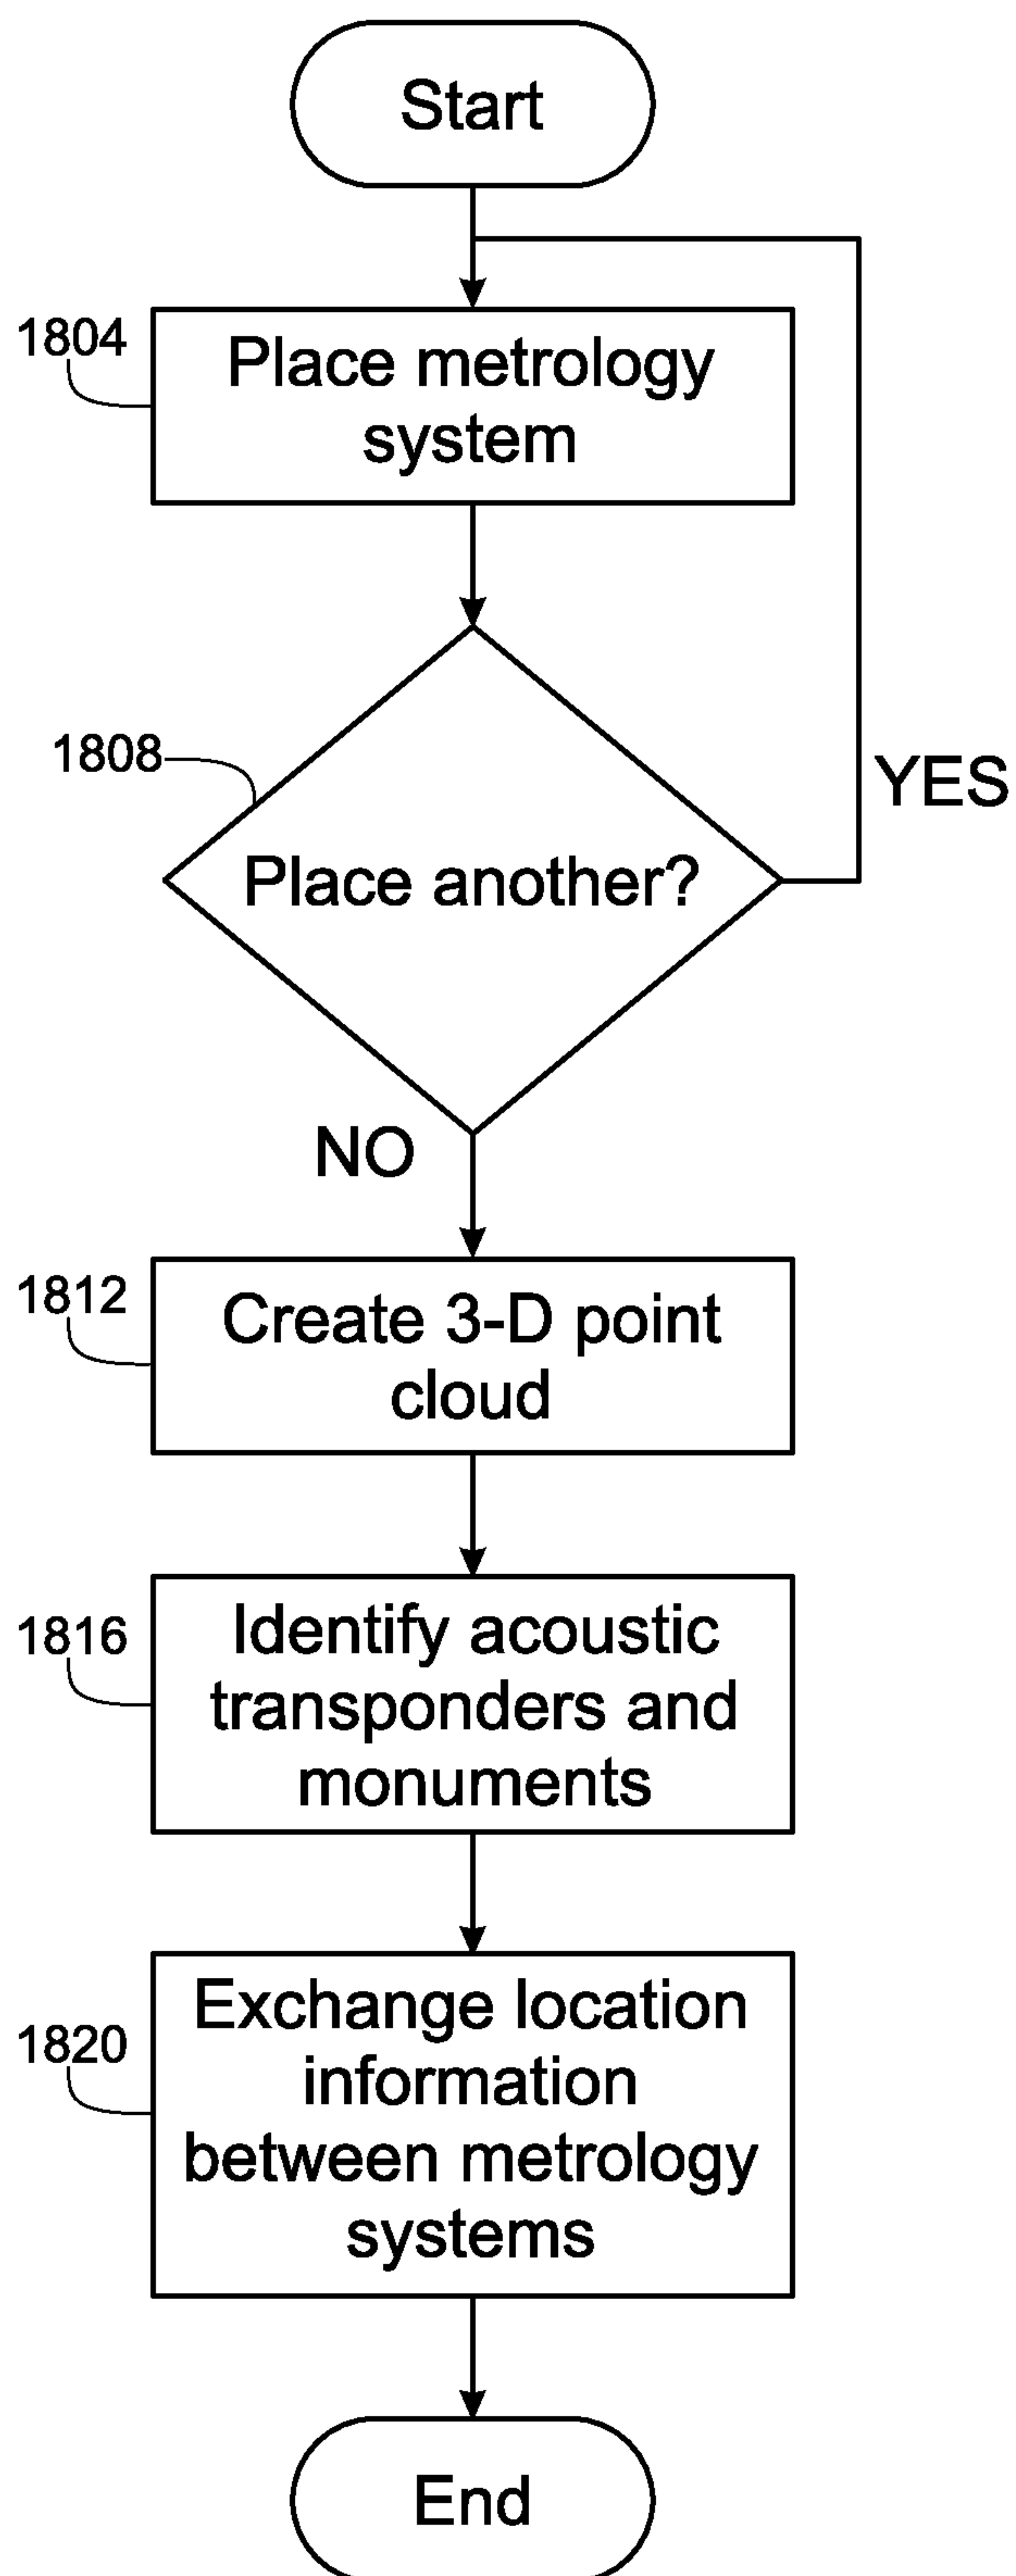 Start
1804
Place metrology
system
1808
Place another?
YES
NO
1812
Create 3-D point
cloud
1816
Identify acoustic
transponders and
monuments
1820
Exchange location
information
between metrology
systems
End